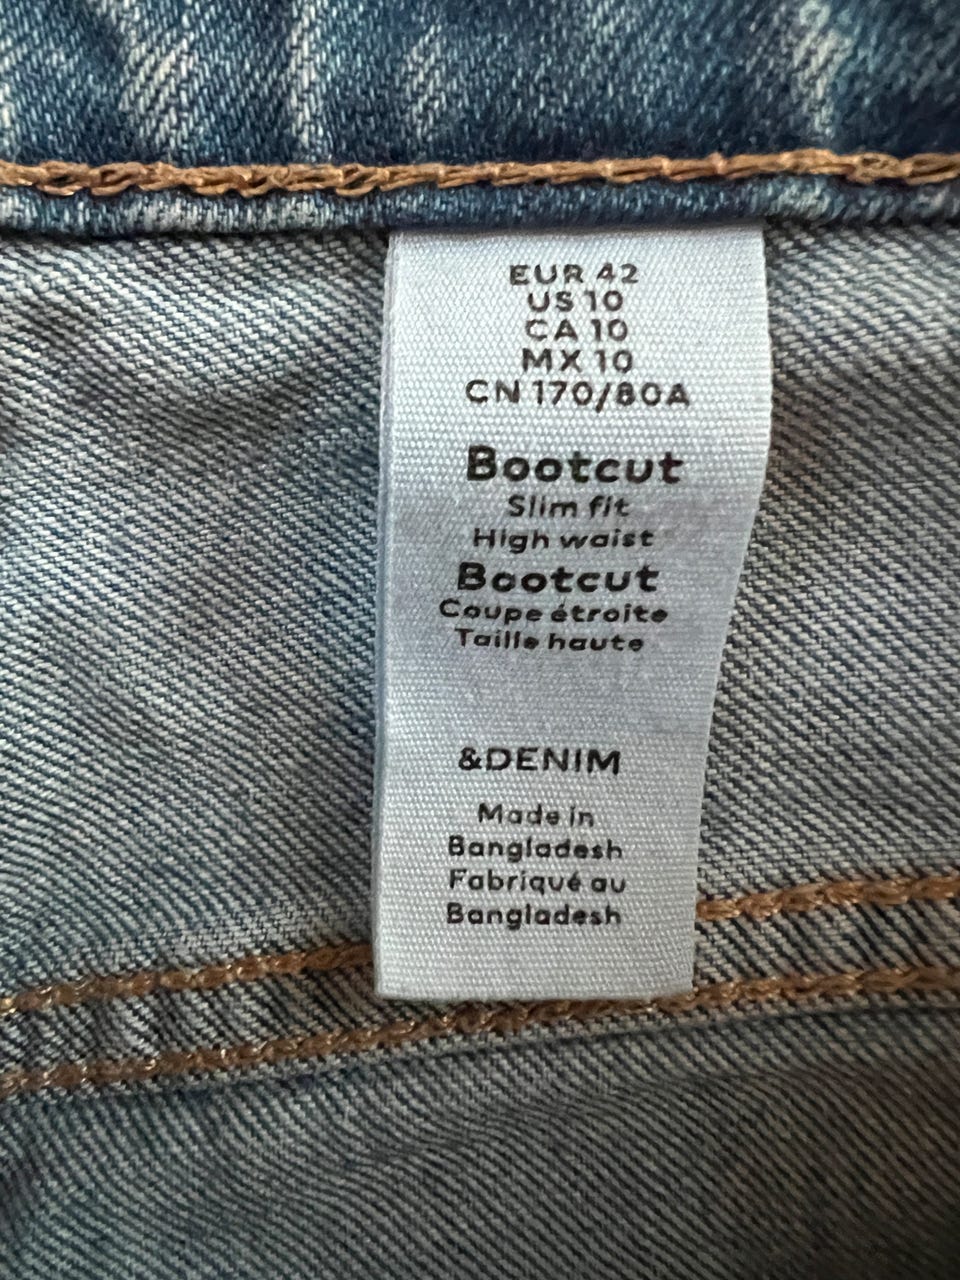 EUR 42
US 10
CA 10
MX 10
CN 170/80A
Bootcut
Slim fit
High waist
Bootcut
Coupe étroite
Taille haute
&DENIM
Made in
Bangladesh
Fabriqué au
Bangladesh